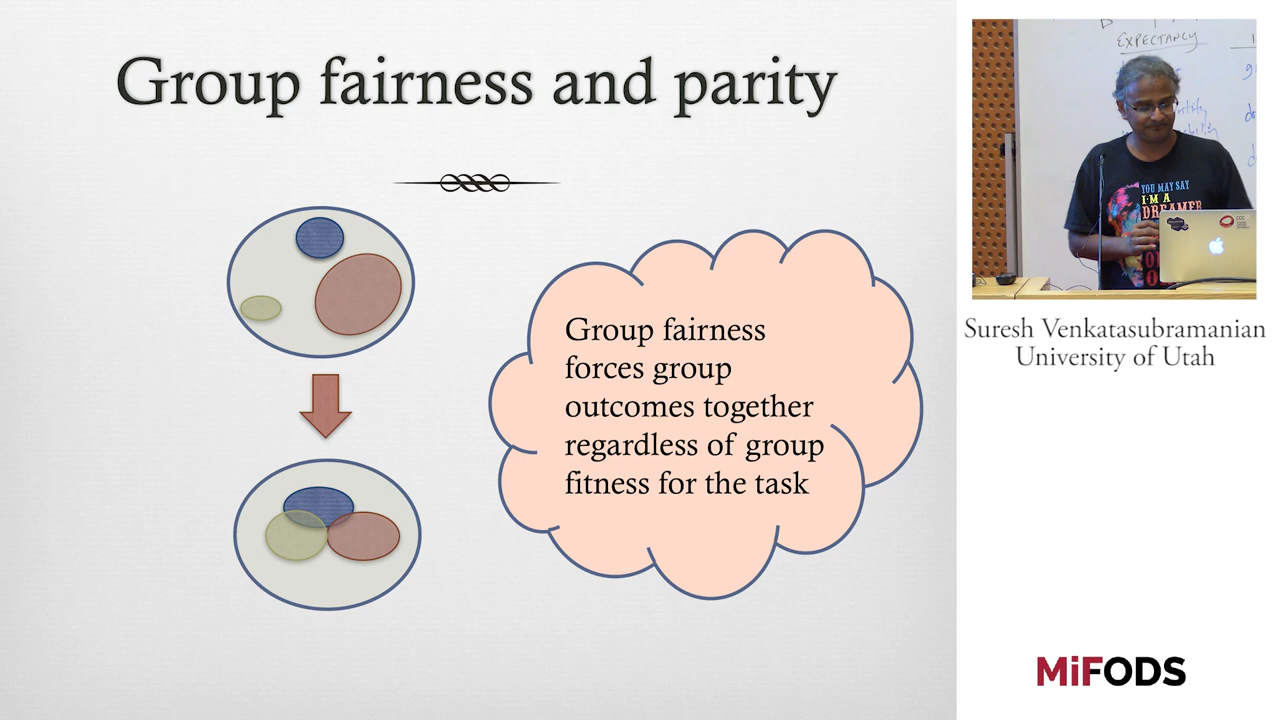 Group fairness and parity
Group fairness
forces group
outcomes together
regardless of group
fitness for the task
EXPECTANCY
YOU MAY SAY
I'M A
DREAMER
Suresh Venkatasubramanian
University of Utah
MiFODS